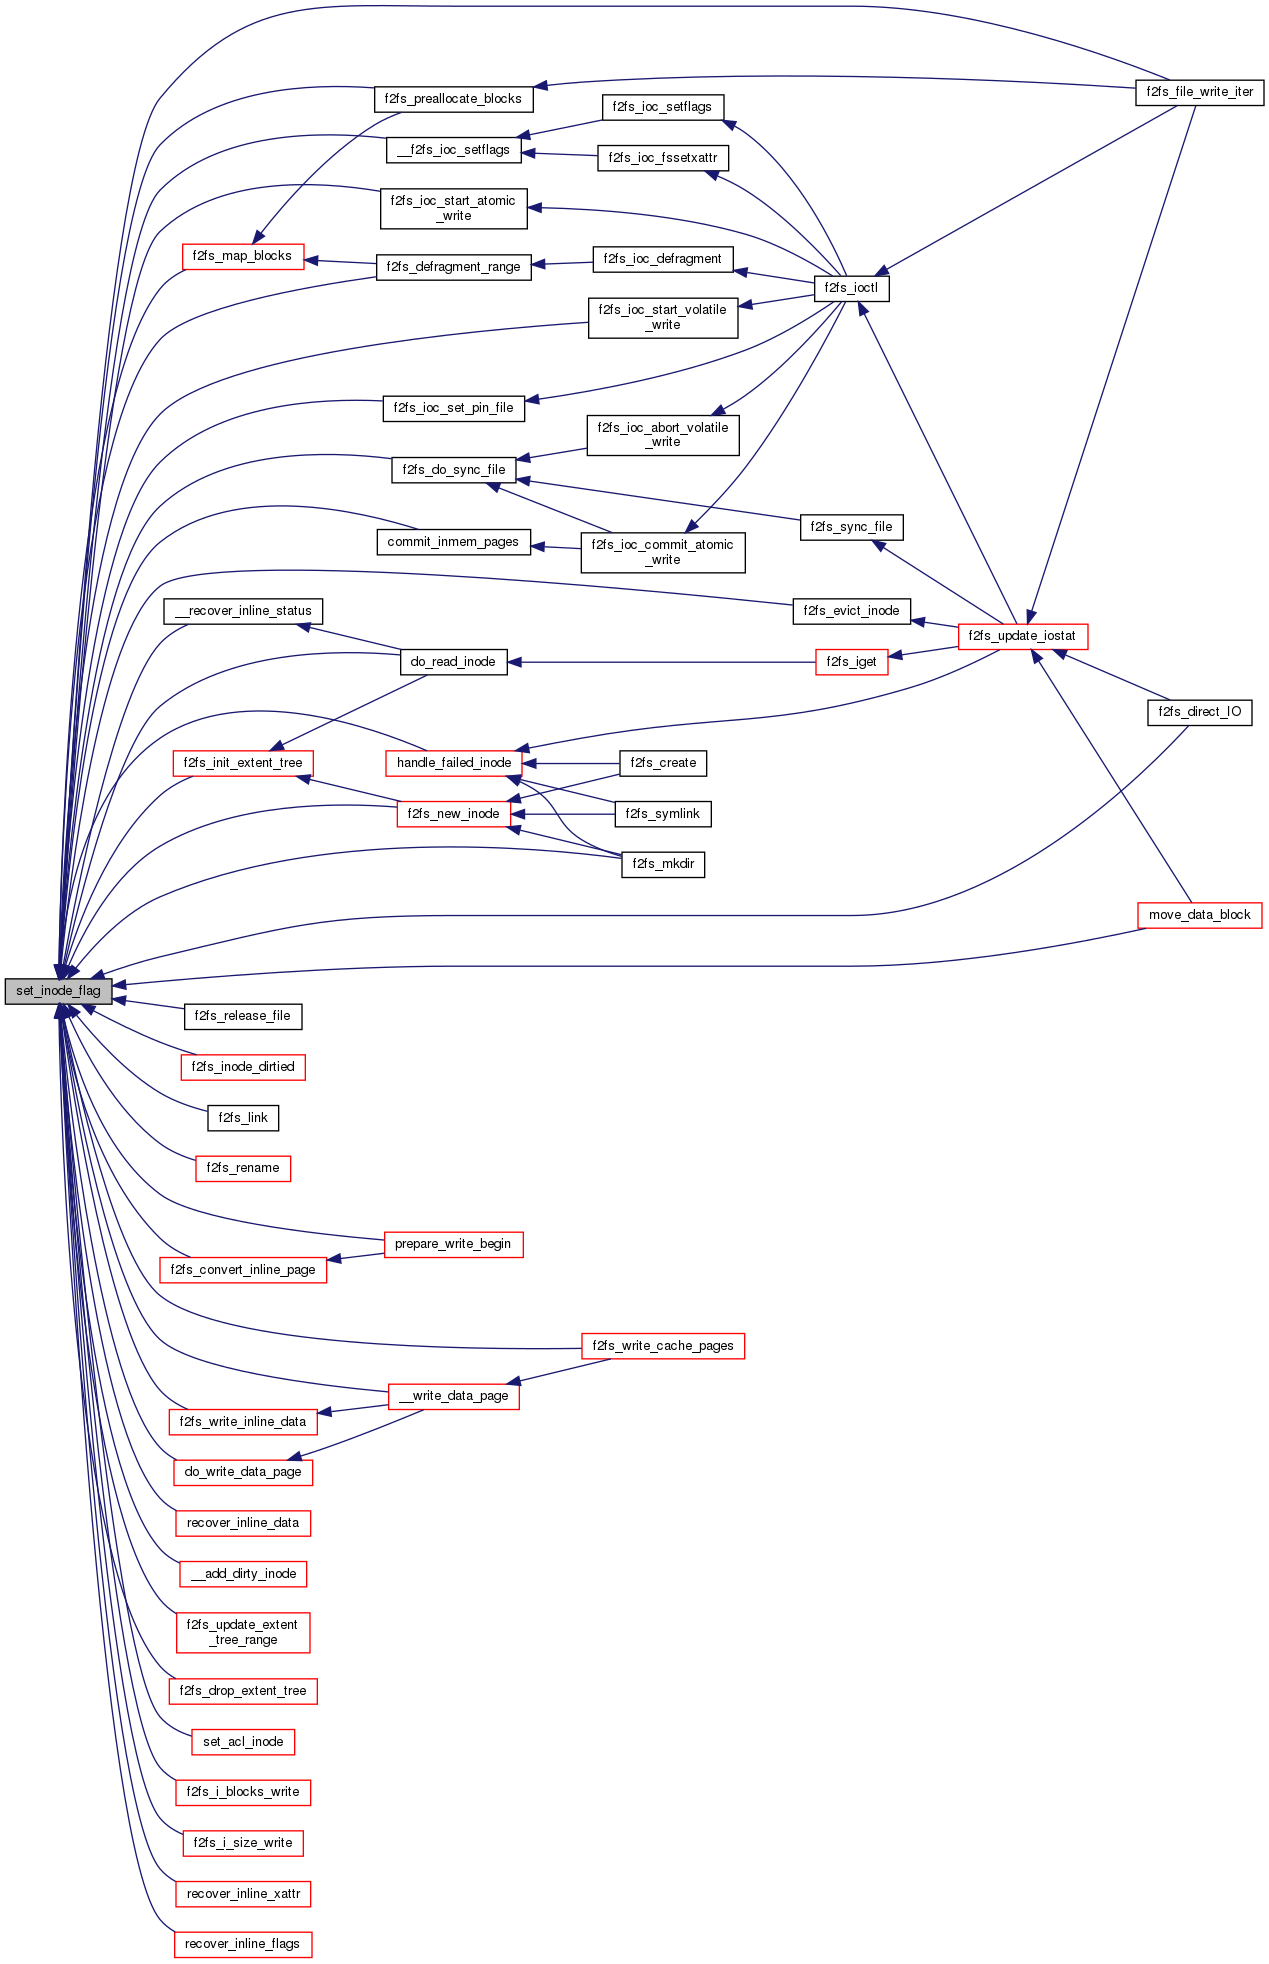 f2fs_file_write_iter
f2fs_preallocate_blocks
f2fs_ioc_setflags
__f2fs_ioc_setflags
f2fs_ioc_fssetxattr
f2fs_ioc_start_atomic
_write
f2fs_map_blocks
f2fs_defragment_range
f2fs_ioc_defragment
f2fs_ioctl
f2fs_ioc_start_volatile
_write
f2fs_ioc_set_pin_file
f2fs_ioc_abort_volatile
_write
f2fs_do_sync_file
f2fs_sync_file
commit_inmem_pages
f2fs_ioc_commit_atomic
_write
__recover_inline_status
f2fs_evict_inode
f2fs_update_iostat
do_read_inode
f2fs_iget
f2fs_direct_IO
f2fs_init_extent_tree
handle_failed_inode
f2fs_create
f2fs_new_inode
f2fs_symlink
f2fs_mkdir
move_data_block
set_inode_flag
f2fs_release_file
f2fs_inode_dirtied
f2fs_link
f2fs_rename
prepare_write_begin
f2fs_convert_inline_page
f2fs_write_cache_pages
__write_data_page
f2fs_write_inline_data
do_write_data_page
recover_inline_data
__add_dirty_inode
f2fs_update_extent
_tree_range
f2fs_drop_extent_tree
set_acl_inode
f2fs_i_blocks_write
f2fs_i_size_write
recover_inline_xattr
recover_inline_flags